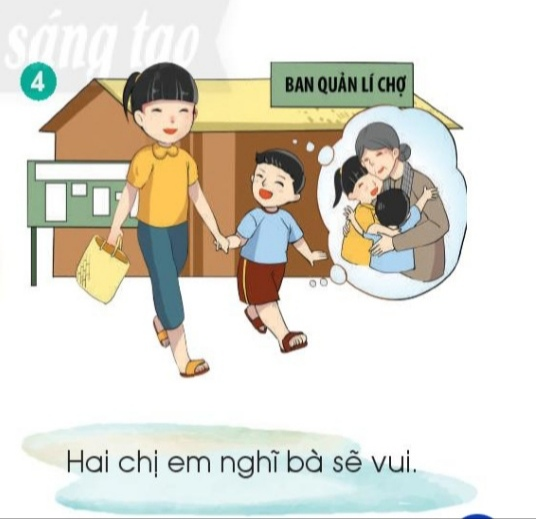 sáng tạo
4
BAN QUẢN LÍ CHỢ
Hai chị em nghĩ bà sẽ vui.